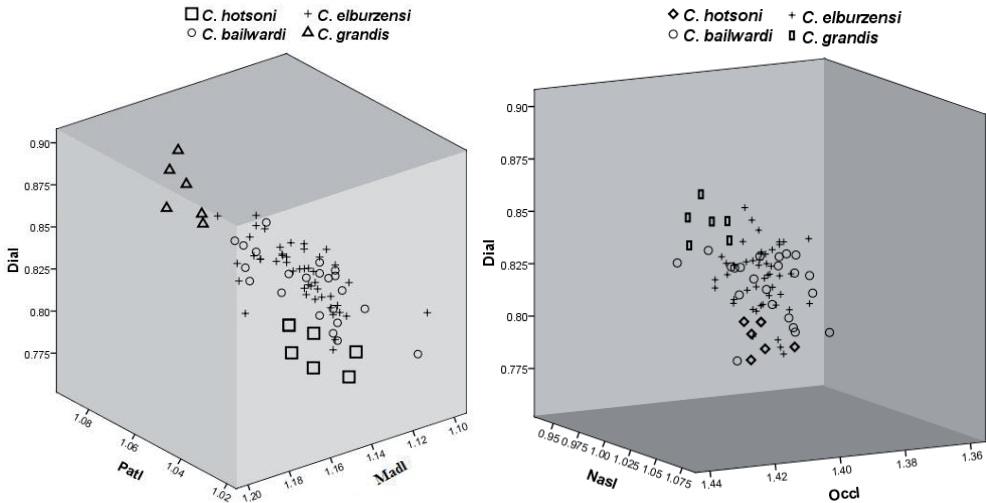 C. hotsoni C. elburzensi
C. bailwardi C. grandis
0.90
0.875
0.85
0.825
0.80
0.775
Dial
1.08
1.06
1.04
1.02
Patl
1.20
1.18
1.16
1.14
1.12
1.10
Madl
C. hotsoni C. elburzensi
C. bailwardi C. grandis
0.90
0.875
0.85
0.825
0.80
0.775
Dial
0.95 0.975 1.00 1.025 1.05 1.075
Nasl
1.44
1.42
1.40
1.38
1.36
Occl